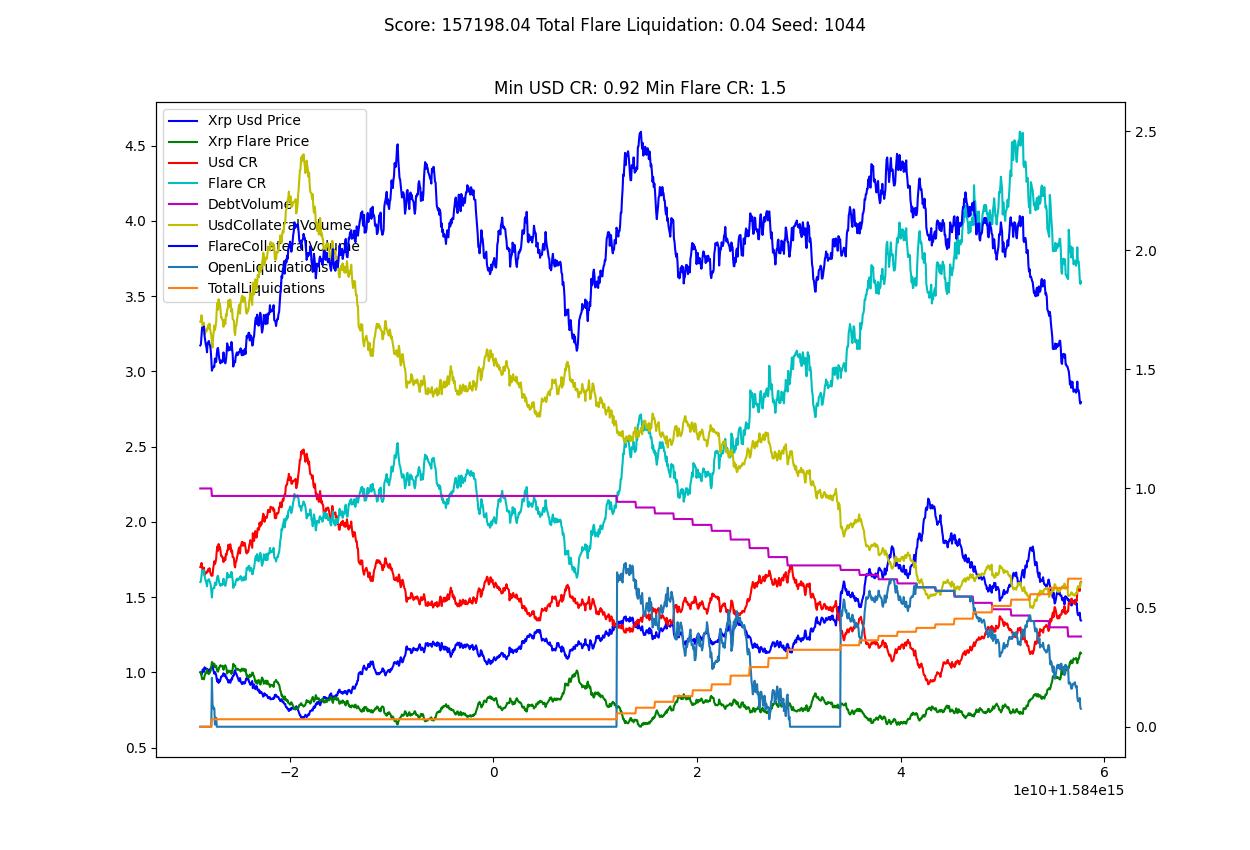 Score: 157198.04 Total Flare Liquidation: 0.04 Seed: 1044
Min USD CR: 0.92 Min Flare CR: 1.5
Xrp Usd Price
Xrp Flare Price
Usd CR
Flare CR
DebtVolume
UsdCollateralVolume
FlareCollateralVolume
OpenLiquidations
TotalLiquidations
4.5
4.0
3.5
3.0
2.5
2.0
1.5
1.0
0.5
2.5
2.0
1.5
1.0
0.5
0.0
−2 0 2 4 6
1e10+1.584e15